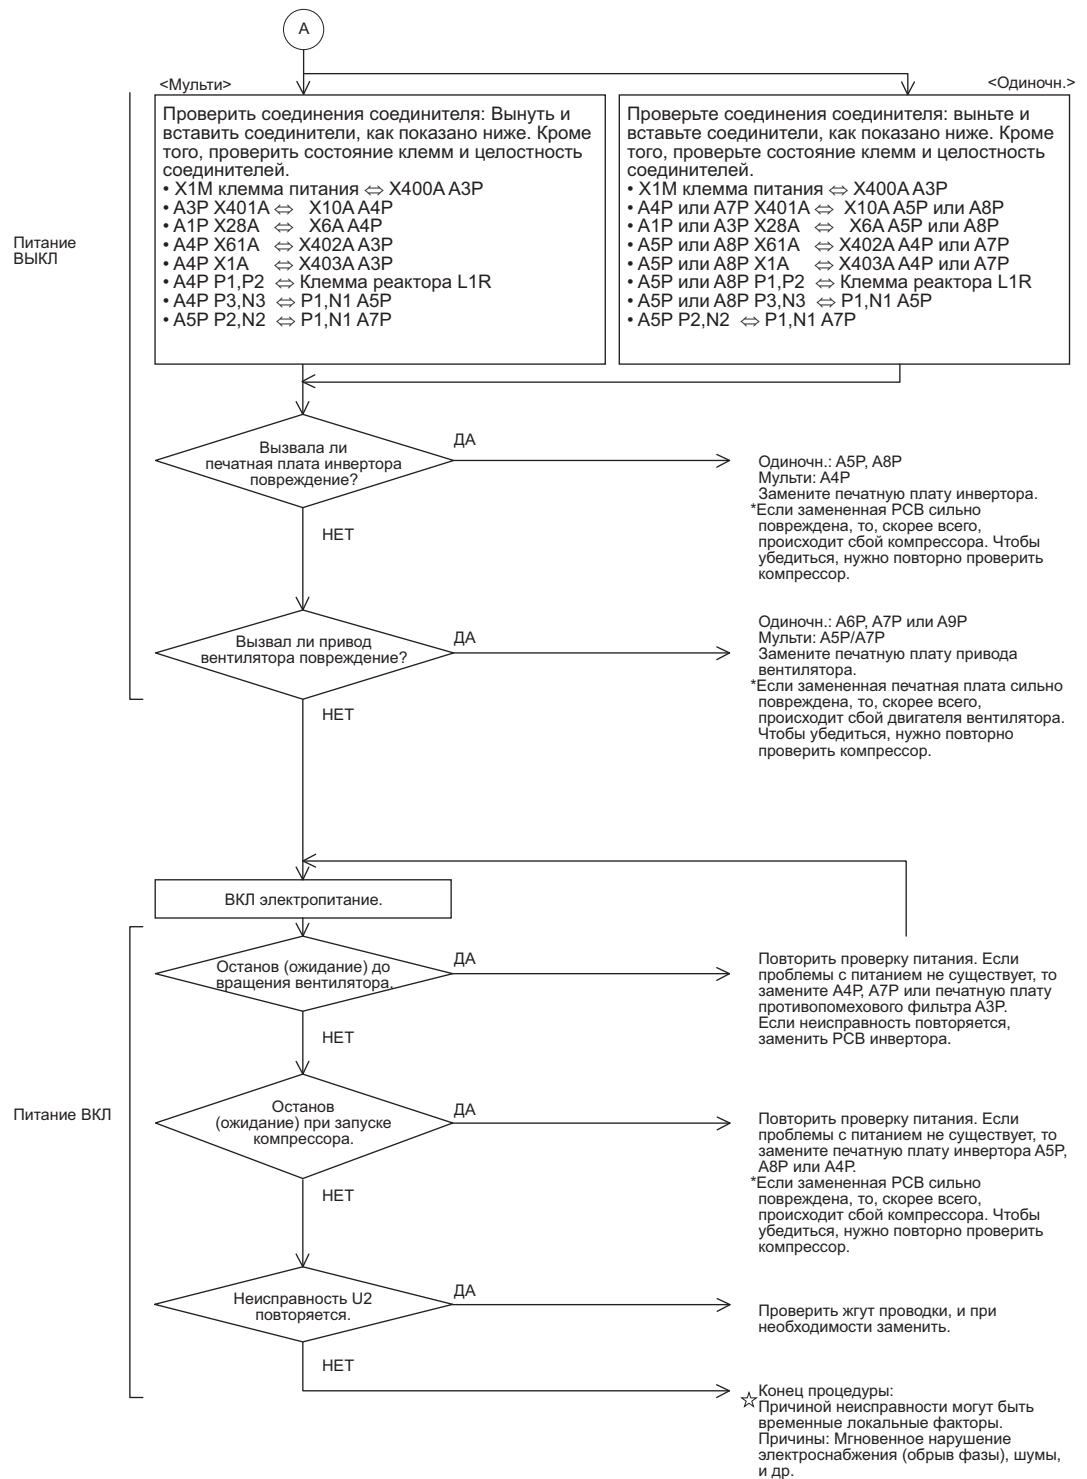 A
<Мульти>
<Одиночн.>
Проверить соединения соединителя: Вынуть и
вставить соединители, как показано ниже. Кроме
того, проверить состояние клемм и целостность
соединителей.
• X1M клемма питания ⇔ X400A A3P
• A3P X401A ⇔ X10A A4P
• A1P X28A ⇔ X6A A4P
• A4P X61A ⇔ X402A A3P
• A4P X1A ⇔ X403A A3P
• A4P P1,P2 ⇔ Клемма реактора L1R
• A4P P3,N3 ⇔ P1,N1 A5P
• A5P P2,N2 ⇔ P1,N1 A7P
Проверьте соединения соединителя: выньте и
вставьте соединители, как показано ниже. Кроме
того, проверьте состояние клемм и целостность
соединителей.
• X1M клемма питания ⇔ X400A A3P
• A4P или A7P X401A ⇔ X10A A5P или A8P
• A1P или A3P X28A ⇔ X6A A5P или A8P
• A5P или A8P X61A ⇔ X402A A4P или A7P
• A5P или A8P X1A ⇔ X403A A4P или A7P
• A5P или A8P P1,P2 ⇔ Клемма реактора L1R
• A5P или A8P P3,N3 ⇔ P1,N1 A5P
• A5P P2,N2 ⇔ P1,N1 A7P
Питание
ВЫКЛ
Вызвала ли
печатная плата инвертора
повреждение?
ДА
Одиночн.: A5P, A8P
Мульти: A4P
Замените печатную плату инвертора.
*Если замененная PCB сильно
повреждена, то, скорее всего,
происходит сбой компрессора. Чтобы
убедиться, нужно повторно проверить
компрессор.
НЕТ
Вызвал ли привод
вентилятора повреждение?
ДА
Одиночн.: A6P, A7P или A9P
Мульти: A5P/A7P
Замените печатную плату привода
вентилятора.
*Если замененная печатная плата сильно
повреждена, то, скорее всего,
происходит сбой двигателя вентилятора.
Чтобы убедиться, нужно повторно
проверить компрессор.
НЕТ
ВКЛ электропитание.
Останов (ожидание) до
вращения вентилятора.
ДА
Повторить проверку питания. Если
проблемы с питанием не существует, то
замените A4P, A7P или печатную плату
противопомехового фильтра A3P.
Если неисправность повторяется,
заменить PCB инвертора.
НЕТ
Питание ВКЛ
Останов
(ожидание) при запуске
компрессора.
ДА
Повторить проверку питания. Если
проблемы с питанием не существует, то
замените печатную плату инвертора A5P,
A8P или A4P.
*Если замененная PCB сильно
повреждена, то, скорее всего,
происходит сбой компрессора. Чтобы
убедиться, нужно повторно проверить
компрессор.
НЕТ
Неисправность U2
повторяется.
ДА
Проверить жгут проводки, и при
необходимости заменить.
НЕТ
☆Конец процедуры:
Причиной неисправности могут быть
временные локальные факторы.
Причины: Мгновенное нарушение
электроснабжения (обрыв фазы), шумы,
и др.